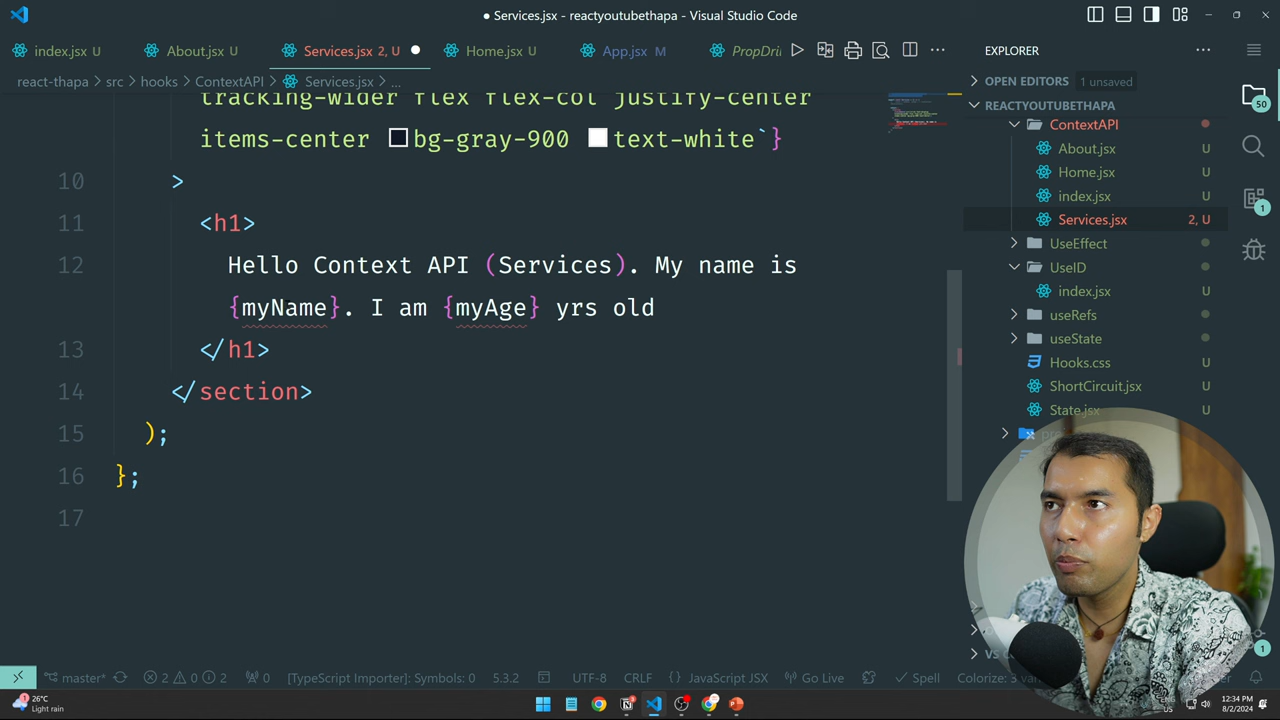 Services.jsx - reactyoutubethapa - Visual Studio Code
index.jsx U About.jsx U Services.jsx 2, U Home.jsx U App.jsx M
EXPLORER
react-thapa > src > hooks > ContextAPI > Services.jsx > ...
OPEN EDITORS 1 unsaved
REACTYOUTUBETHAPA
ContextAPI
About.jsx U
Home.jsx U
index.jsx U
Services.jsx 2, U
UseEffect
UseID
index.jsx U
useRefs
useState
Hooks.css U
ShortCircuit.jsx U
State.jsx
50
1
1
tracking-wider flex flex-col justify-center
items-center bg-gray-900 text-white`}
10 >
11 <h1>
12 Hello Context API (Services). My name is
{myName}. I am {myAge} yrs old
13 </h1>
14 </section>
15 );
16 };
17
master* 2 0 2 0 [TypeScript Importer]: Symbols: 0 5.3.2 UTF-8 CRLF {} JavaScript JSX Go Live Spell
26°C
Light rain
12:34 PM
8/2/2024